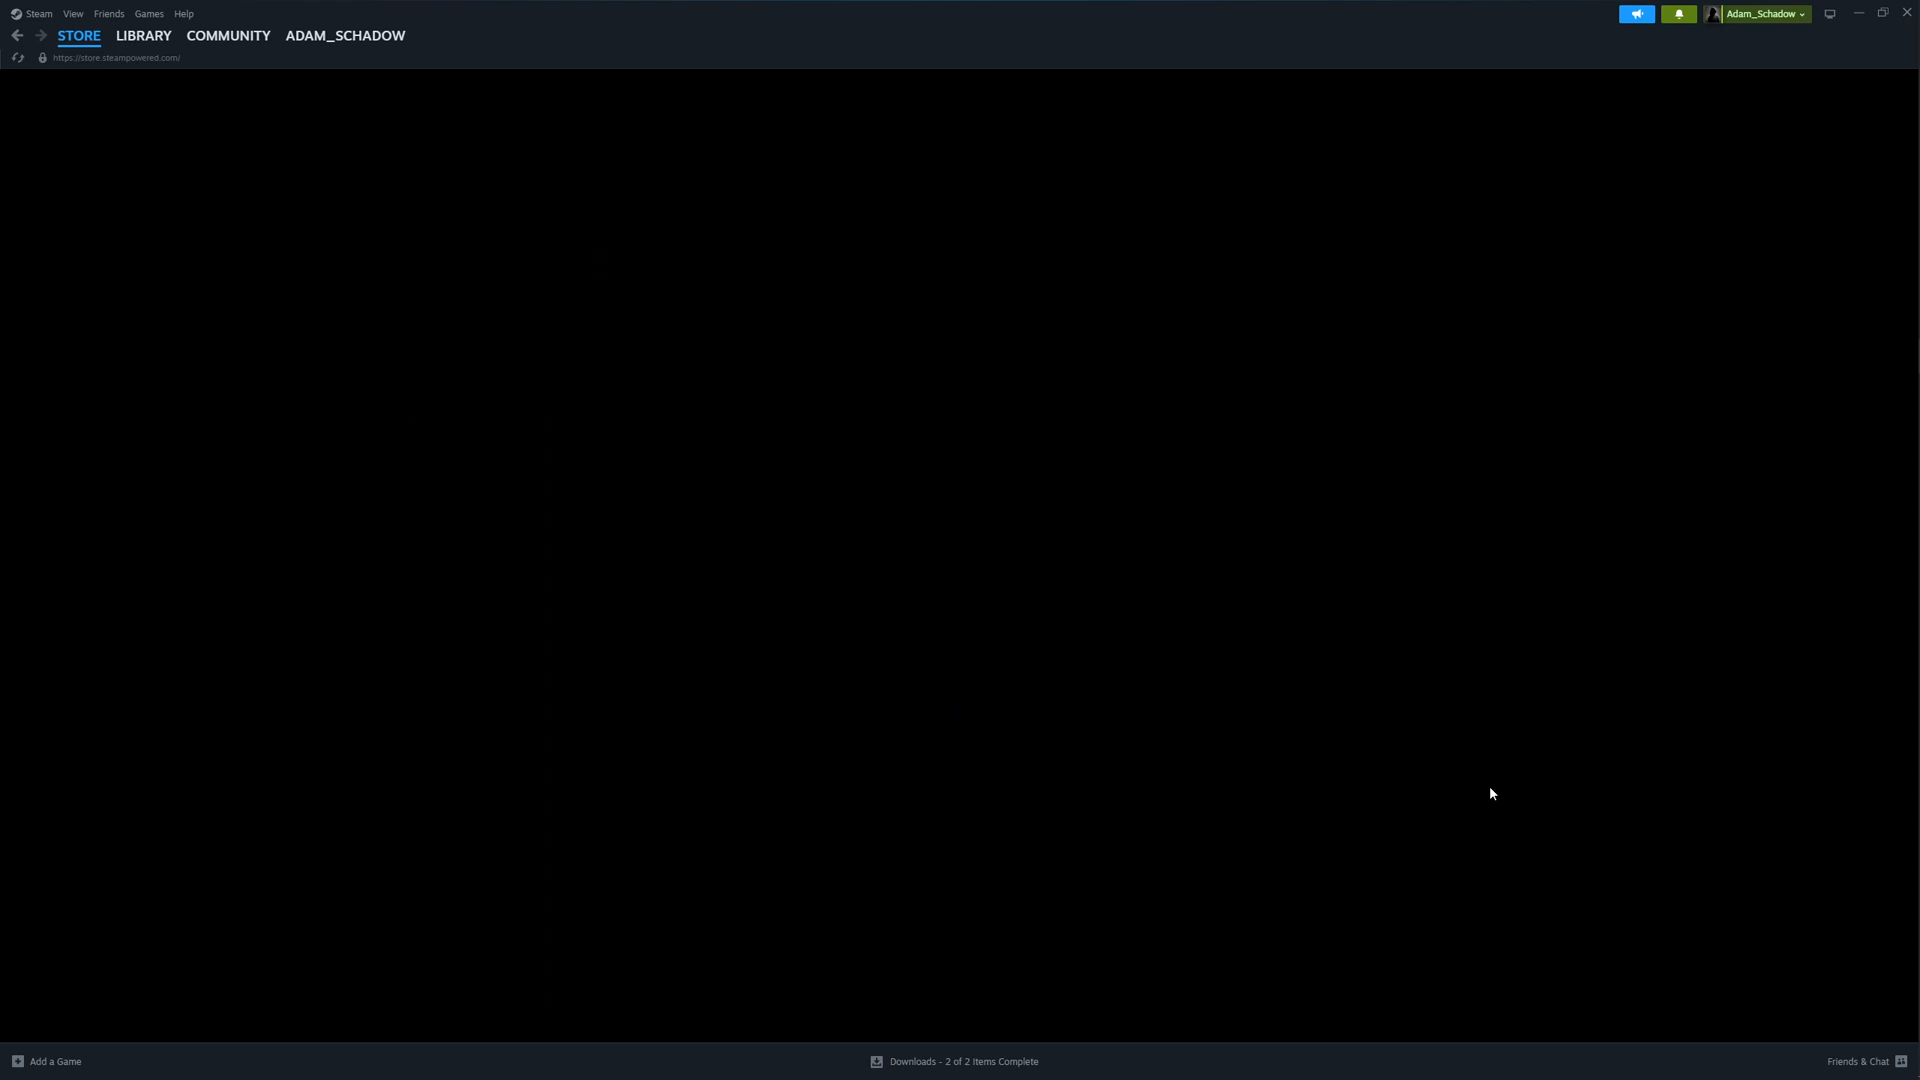 Steam View Friends Games Help Adam_Schadow
STORE LIBRARY COMMUNITY ADAM_SCHADOW
https://store.steampowered.com/
Add a Game Downloads - 2 of 2 Items Complete Friends & Chat